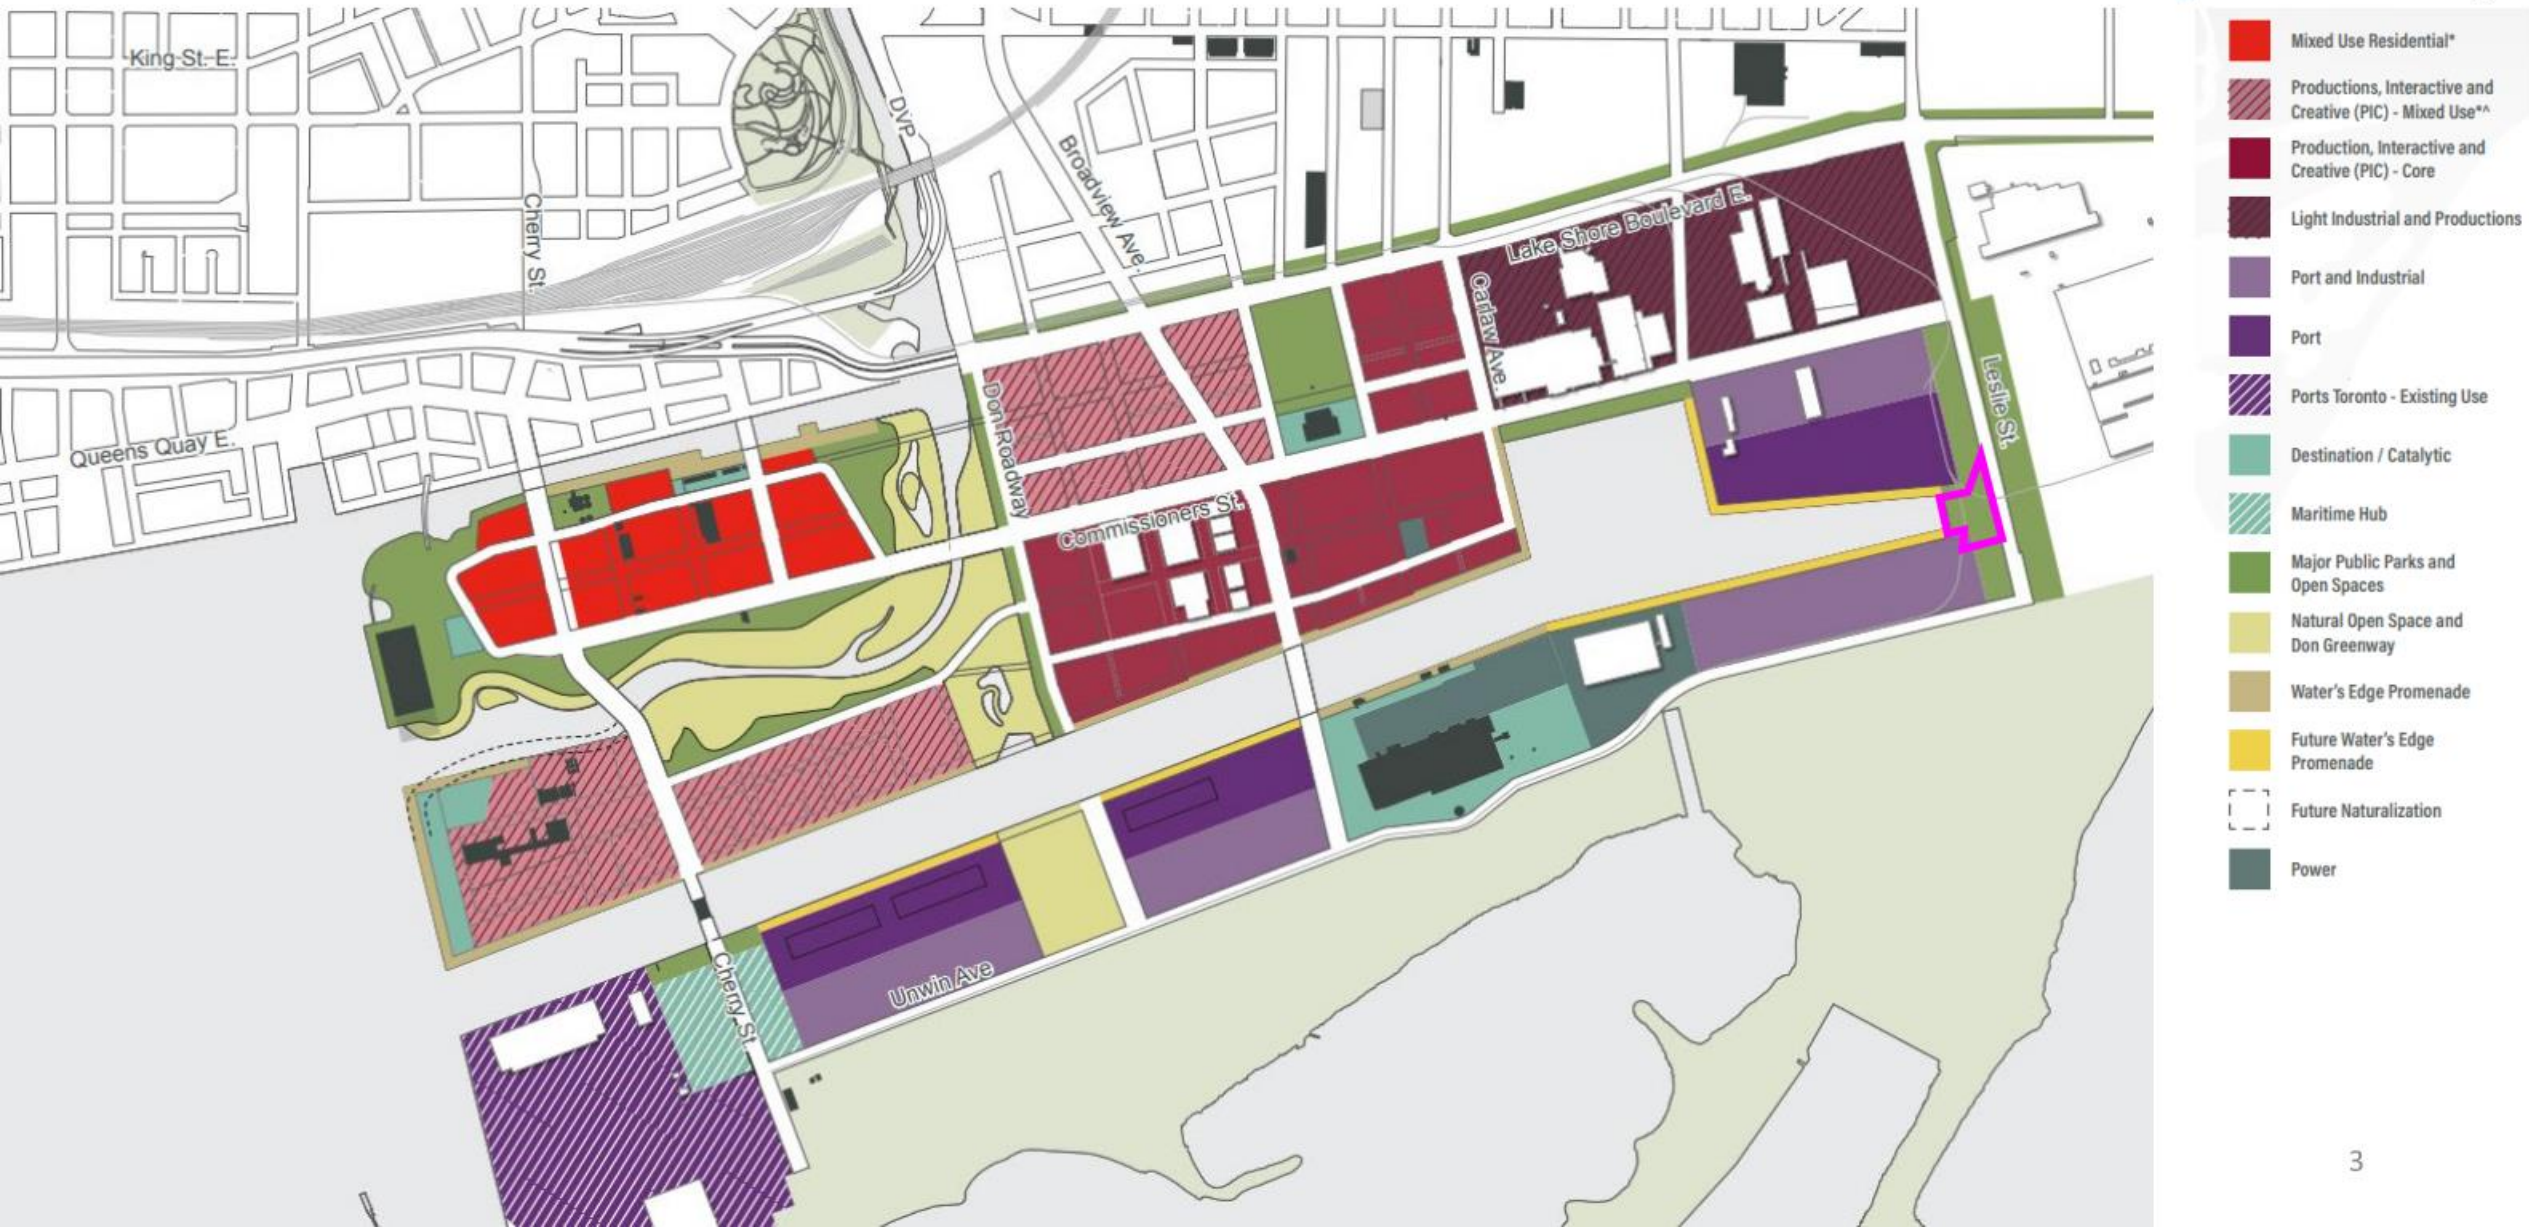 King St. E.
DVP
Broadview Ave.
Cherry St.
Lake Shore Boulevard E.
Carlaw Ave.
Leslie St.
Don Roadway
Queens Quay E.
Commissioners St.
Unwin Ave
Cherry St.
Mixed Use Residential*
Productions, Interactive and
Creative (PIC) - Mixed Use*^
Production, Interactive and
Creative (PIC) - Core
Light Industrial and Productions
Port and Industrial
Port
Ports Toronto - Existing Use
Destination / Catalytic
Maritime Hub
Major Public Parks and
Open Spaces
Natural Open Space and
Don Greenway
Water's Edge Promenade
Future Water's Edge
Promenade
Future Naturalization
Power
3